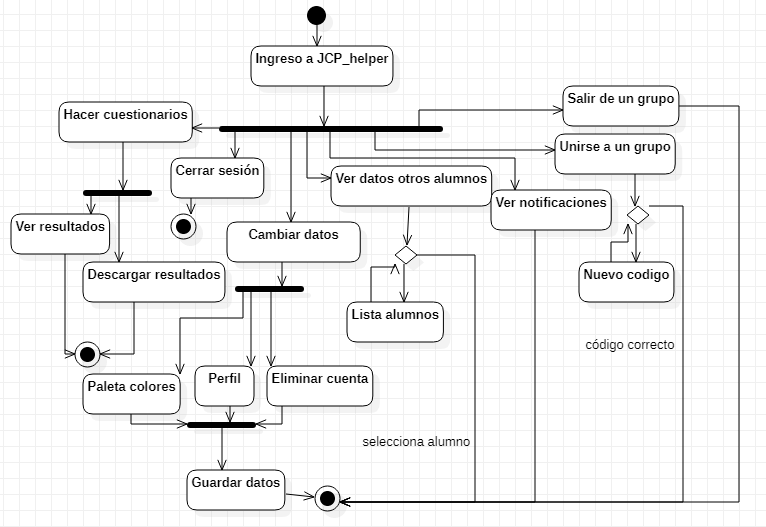 Ingreso a JCP_helper
Salir de un grupo
Hacer cuestionarios
Unirse a un grupo
Cerrar sesión
Ver datos otros alumnos
Ver notificaciones
Ver resultados
Cambiar datos
Descargar resultados
Nuevo codigo
Lista alumnos
código correcto
Paleta colores
Perfil
Eliminar cuenta
selecciona alumno
Guardar datos